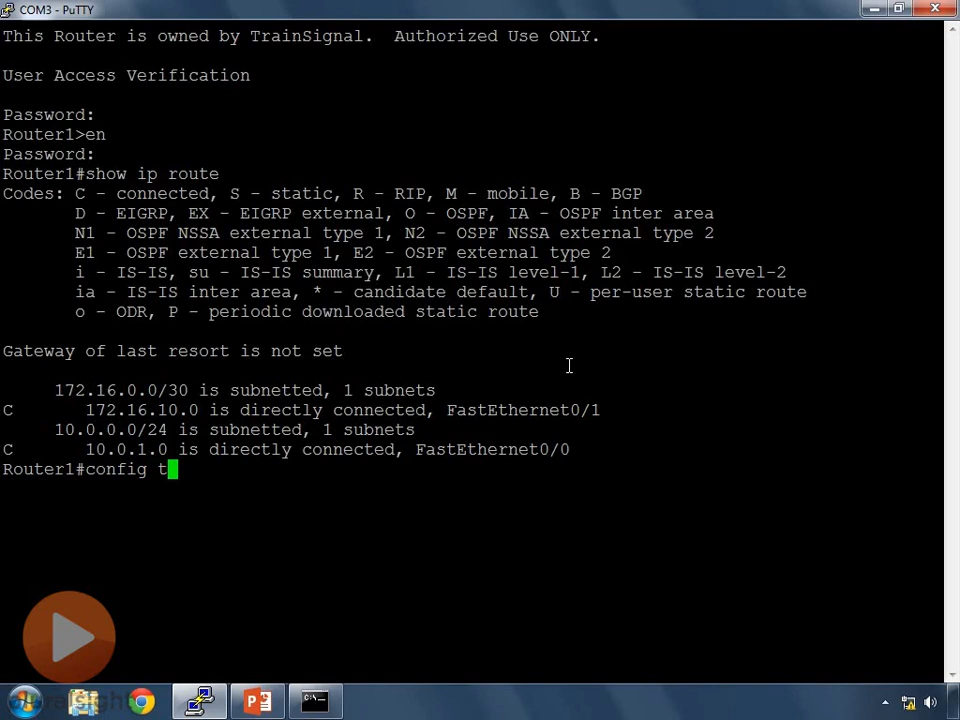 COM3 - PuTTY
This Router is owned by TrainSignal.  Authorized Use ONLY.
User Access Verification
Password:
Router1>en
Password:
Router1#show ip route
Codes: C - connected, S - static, R - RIP, M - mobile, B - BGP
       D - EIGRP, EX - EIGRP external, O - OSPF, IA - OSPF inter area
       N1 - OSPF NSSA external type 1, N2 - OSPF NSSA external type 2
       E1 - OSPF external type 1, E2 - OSPF external type 2
       i - IS-IS, su - IS-IS summary, L1 - IS-IS level-1, L2 - IS-IS level-2
       ia - IS-IS inter area, * - candidate default, U - per-user static route
       o - ODR, P - periodic downloaded static route
Gateway of last resort is not set
     172.16.0.0/30 is subnetted, 1 subnets
C       172.16.10.0 is directly connected, FastEthernet0/1
     10.0.0.0/24 is subnetted, 1 subnets
C       10.0.1.0 is directly connected, FastEthernet0/0
Router1#config t
pluralsight